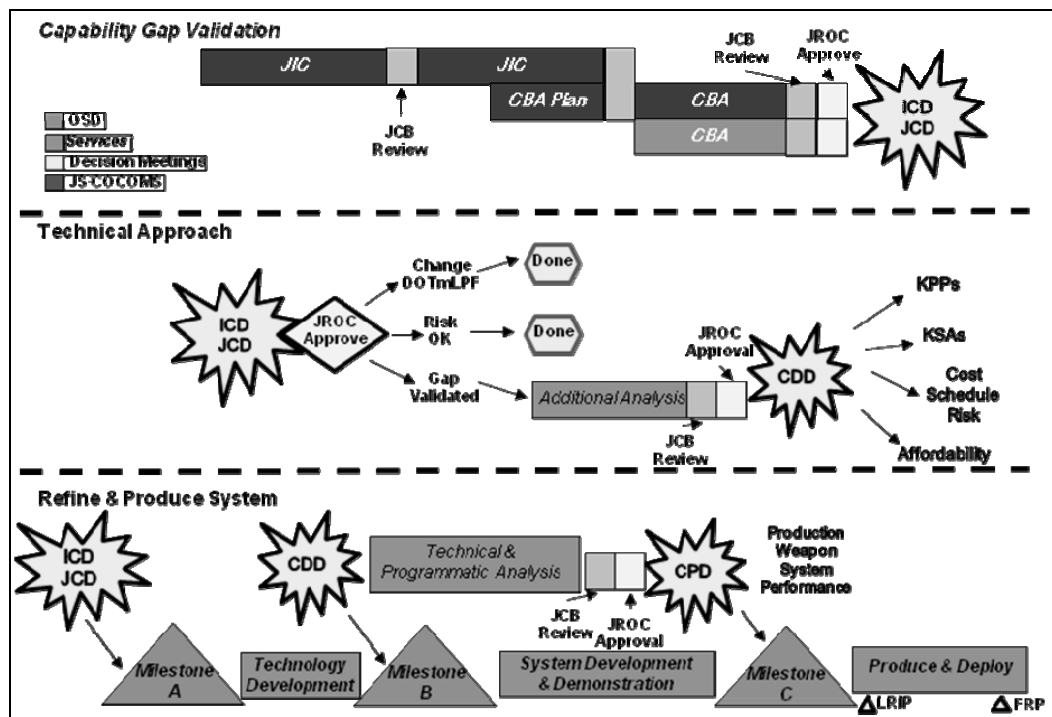 Capability Gap Validation
JIC
JIC
CBA Plan
CBA
CBA
JCB
Review
JCB
Review
JROC
Approve
ICD
JCD
OSD
Services
Decision Meetings
JS-COCOMS
Technical Approach
ICD
JCD
JROC
Approve
Change
DOTmLPF
Done
Risk
OK
Done
Gap
Validated
Additional Analysis
JCB
Review
JROC
Approval
CDD
KPPs
KSAs
Cost
Schedule
Risk
Affordability
Refine & Produce System
ICD
JCD
CDD
Technical &
Programmatic Analysis
JCB
Review
JROC
Approval
CPD
Production
Weapon
System
Performance
Milestone
A
Technology
Development
Milestone
B
System Development
& Demonstration
Milestone
C
Produce & Deploy
LRIP
FRP